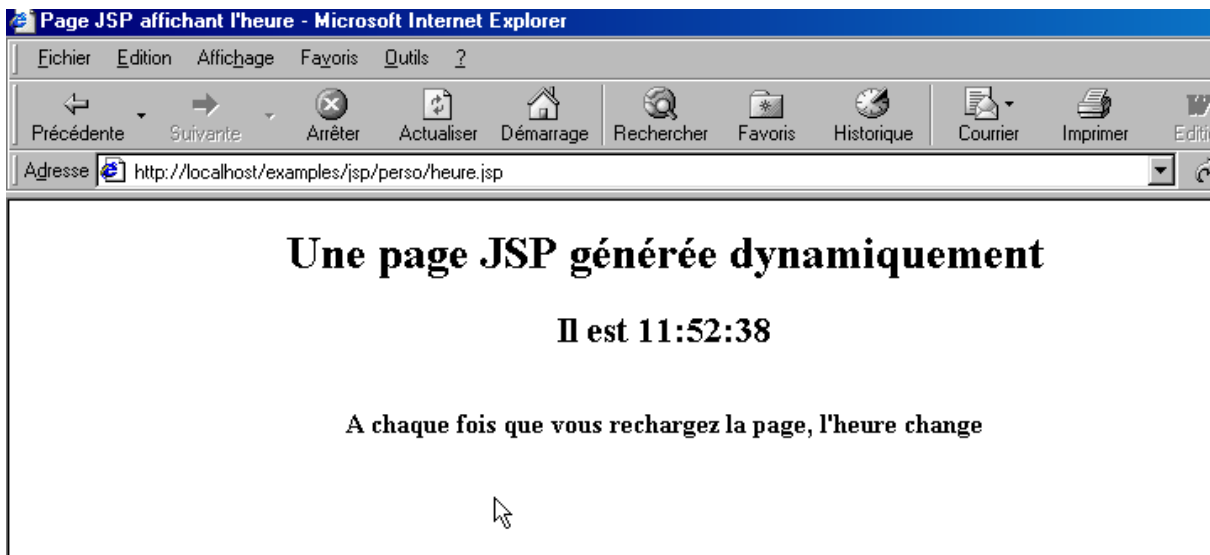 Page JSP affichant l'heure - Microsoft Internet Explorer
Fichier Edition Affichage Favoris Outils ?
Précédente Suivante Arrêter Actualiser Démarrage Rechercher Favoris Historique Courrier Imprimer
Adresse http://localhost/examples/jsp/perso/heure.jsp
Une page JSP générée dynamiquement
Il est 11:52:38
A chaque fois que vous rechargez la page, l'heure change